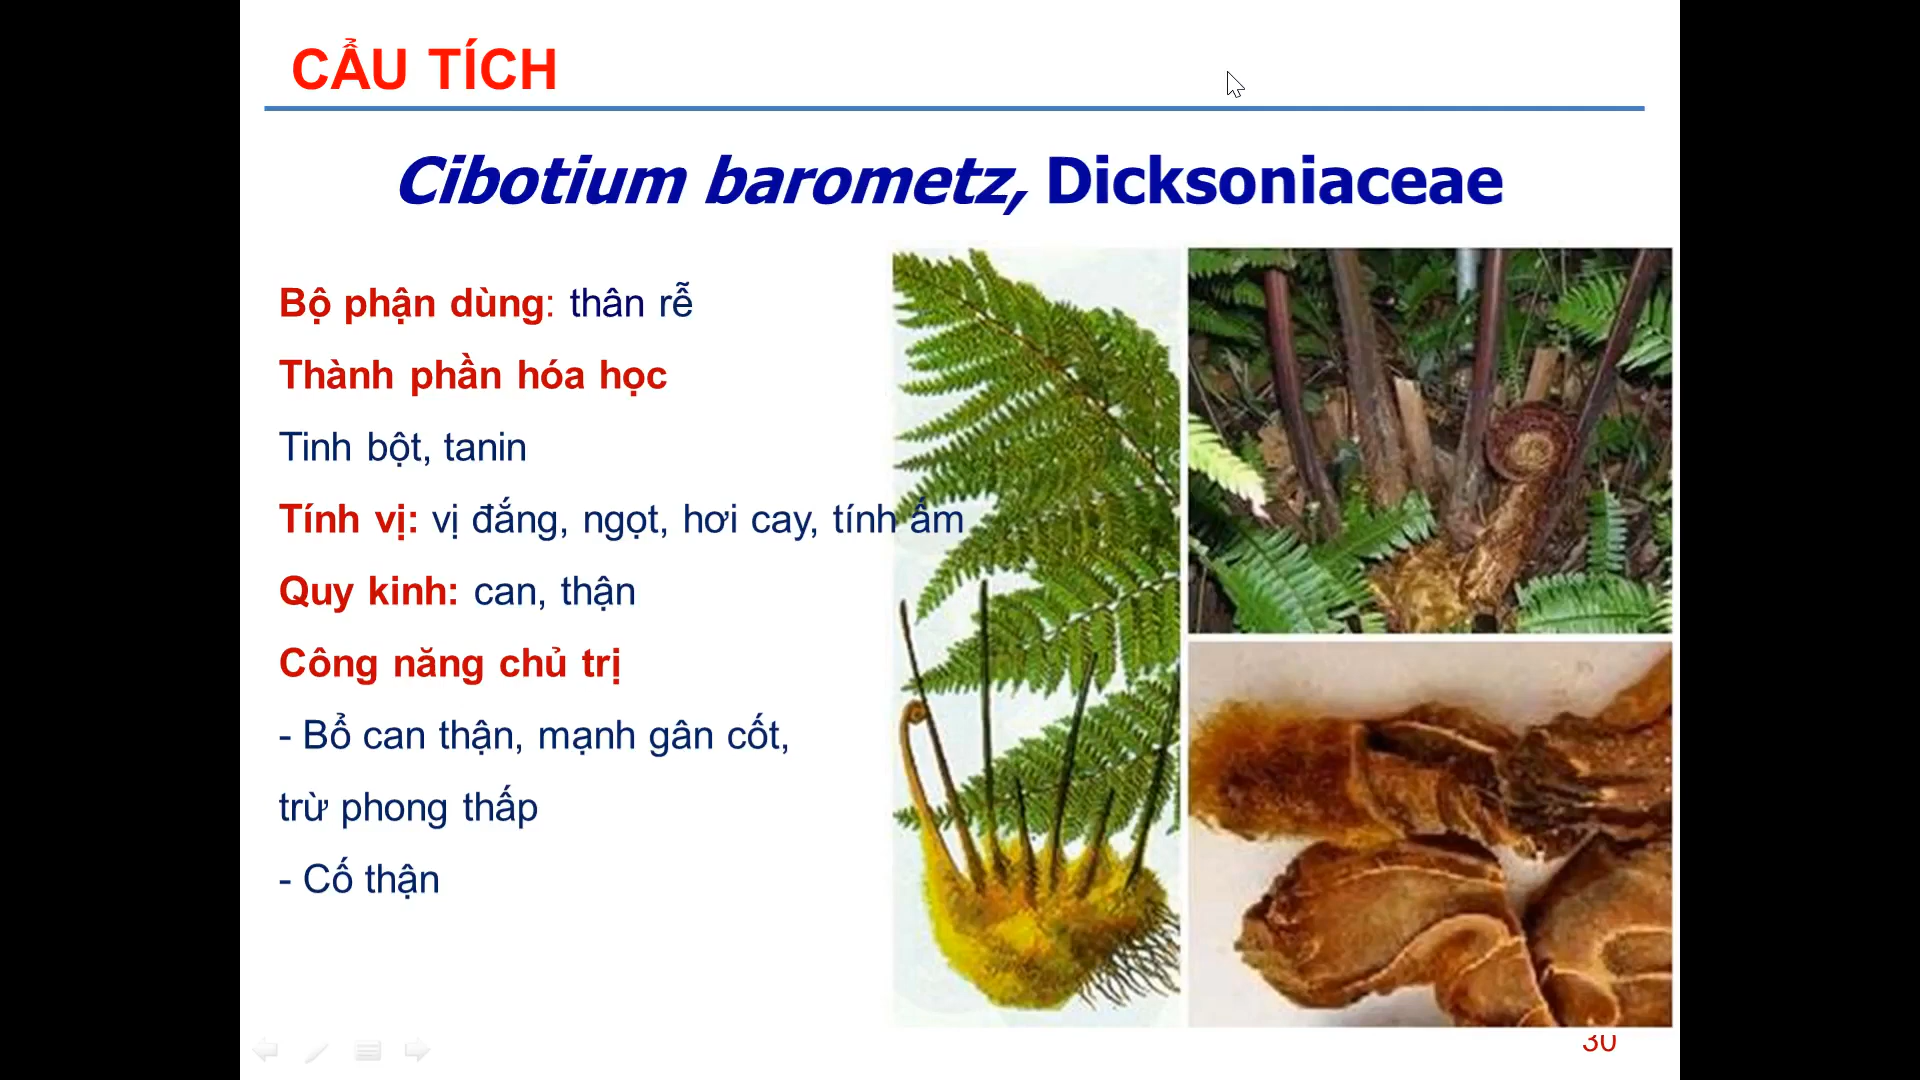 CẨU TÍCH
Cibotium barometz, Dicksoniaceae
Bộ phận dùng: thân rễ
Thành phần hóa học
Tinh bột, tanin
Tính vị: vị đắng, ngọt, hơi cay, tính ấm
Quy kinh: can, thận
Công năng chủ trị
- Bổ can thận, mạnh gân cốt,
trừ phong thấp
- Cố thận
30